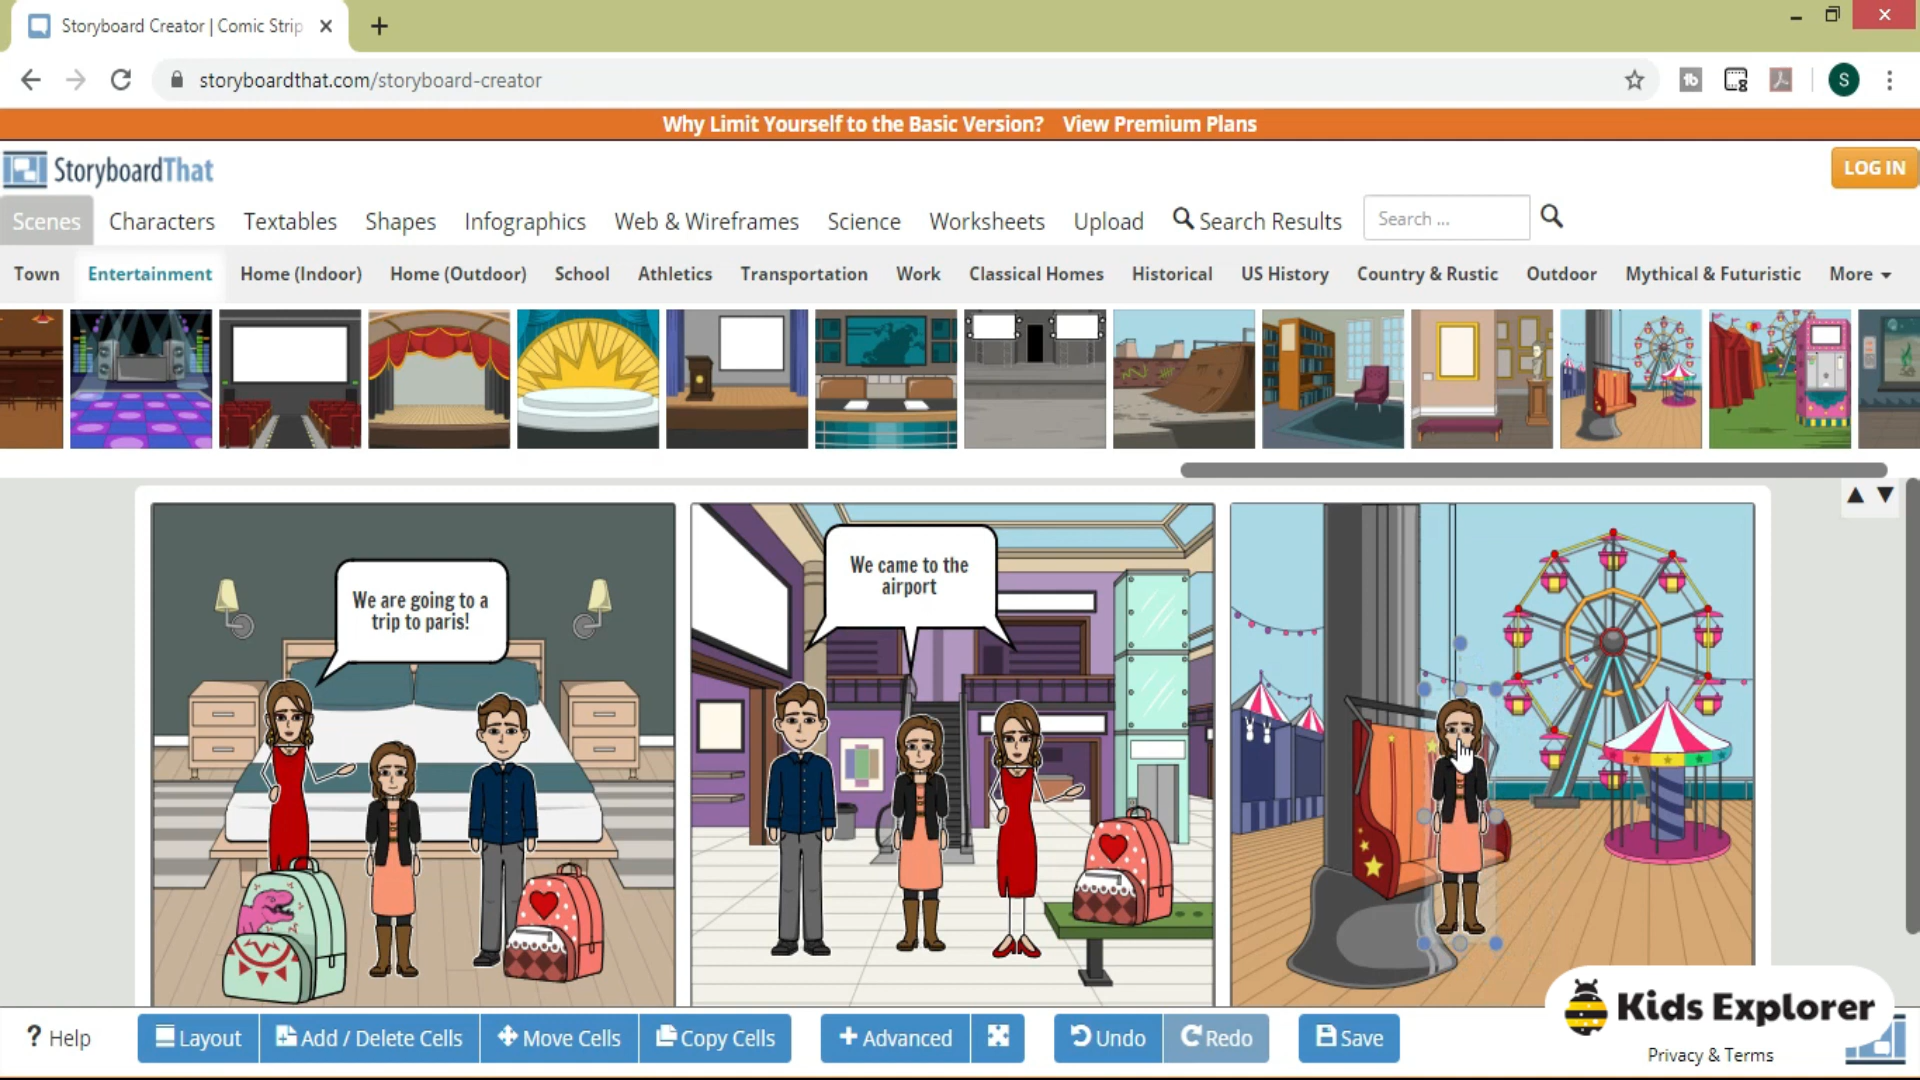 Storyboard Creator | Comic Strip
storyboardthat.com/storyboard-creator
S
Why Limit Yourself to the Basic Version? View Premium Plans
StoryboardThat
LOG IN
Scenes Characters Textables Shapes Infographics Web & Wireframes Science Worksheets Upload Search Results Search ...
Town Entertainment Home (Indoor) Home (Outdoor) School Athletics Transportation Work Classical Homes Historical US History Country & Rustic Outdoor Mythical & Futuristic More
We are going to a
trip to paris!
We came to the
airport
Kids Explorer
? Help Layout Add / Delete Cells Move Cells Copy Cells Advanced Undo Redo Save
Privacy & Terms